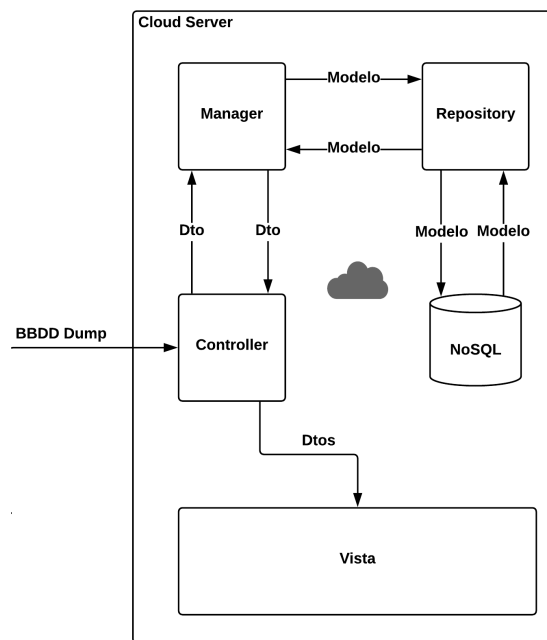 Cloud Server
Modelo
Manager
Repository
Modelo
Dto
Dto
Modelo
Modelo
BBDD Dump
Controller
NoSQL
Dtos
Vista